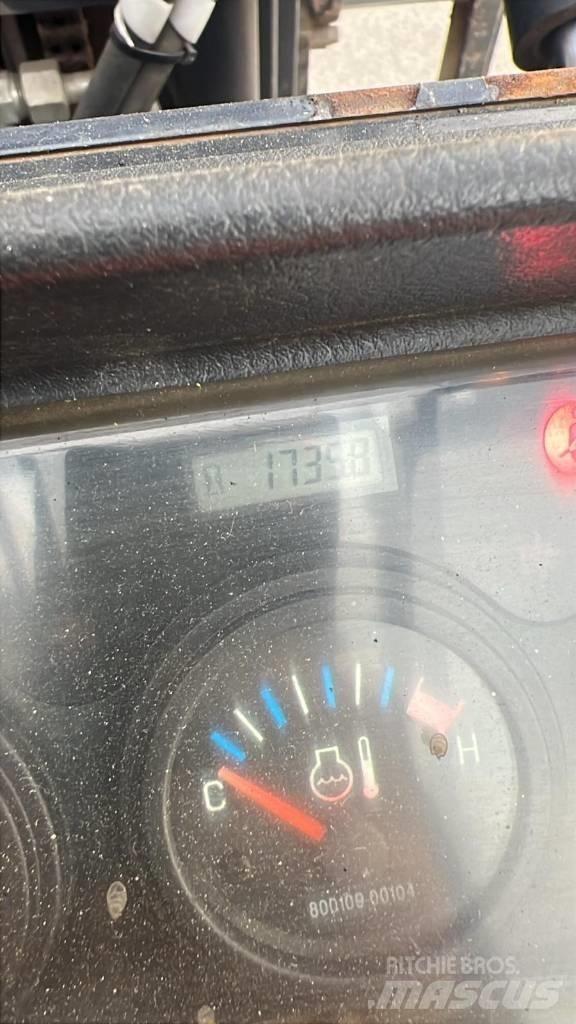 17358
C
H
800109 00104
RITCHIE BROS.
MASCUS